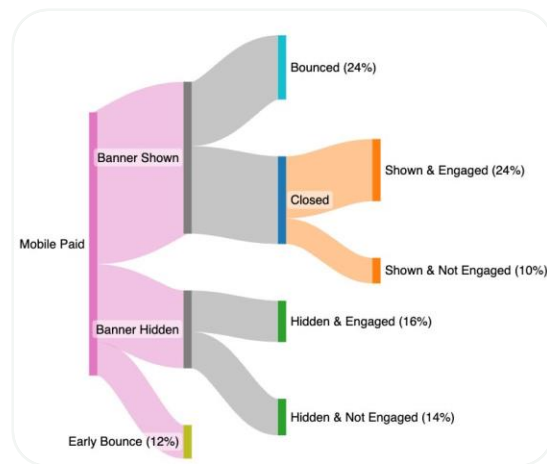 Bounced (24%)
Banner Shown
Shown & Engaged (24%)
Closed
Mobile Paid
Shown & Not Engaged (10%)
Hidden & Engaged (16%)
Banner Hidden
Hidden & Not Engaged (14%)
Early Bounce (12%)